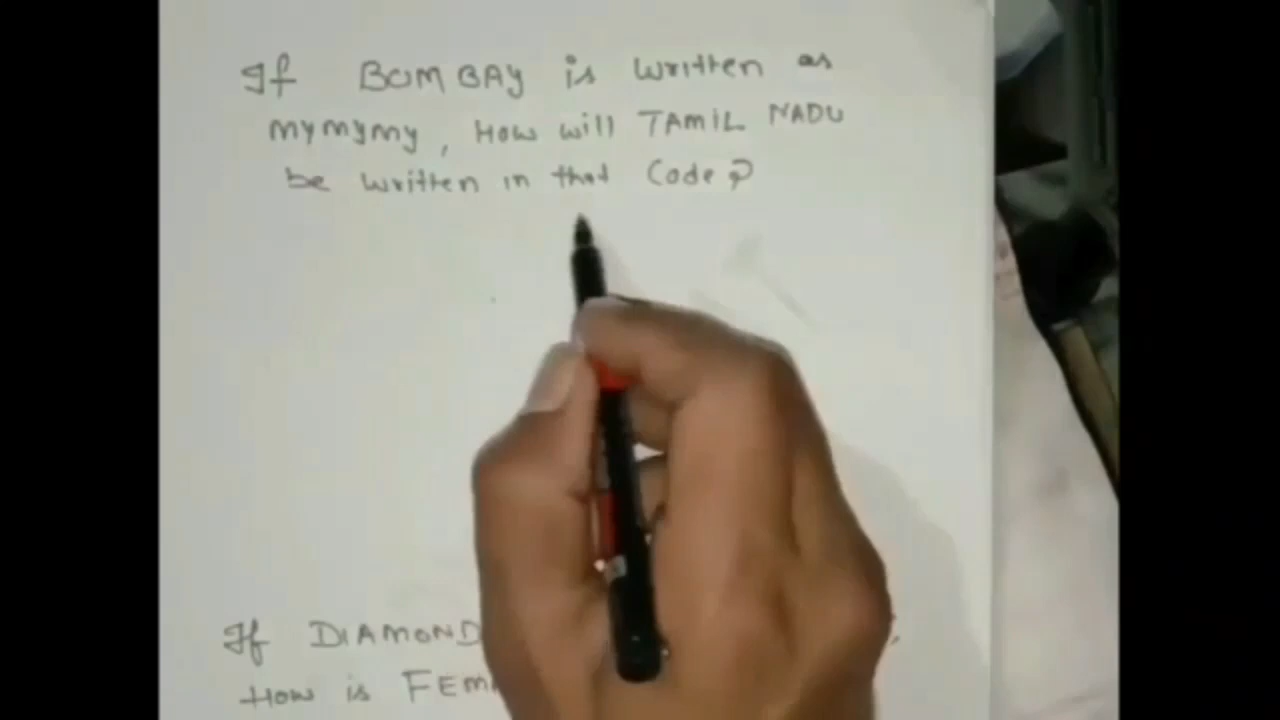 If BOMBAY is written as
mymymy, How will TAMIL NADU
be written in that Code?
If DIAMOND
How is